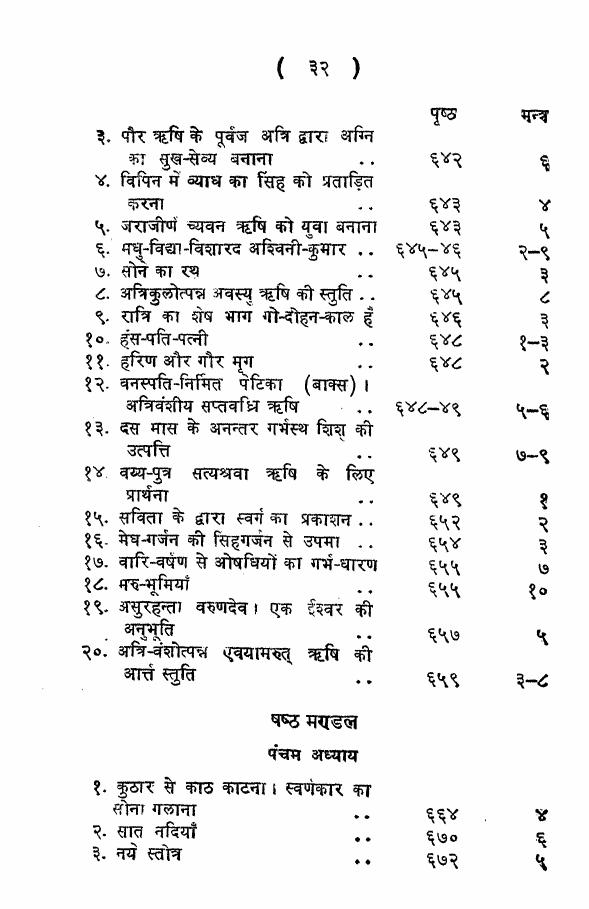 ( ३२ )
पृष्ठ मन्त्र
३. पौर ऋषि के पूर्वज अत्रि द्वारा अग्नि
का सुख-सेव्य बनाना .. ६४२ ६
४. विपिन में व्याध का सिंह को प्रताड़ित
करना .. ६४३ ४
५. जराजीर्ण च्यवन ऋषि को युवा बनाना ६४३ ५
६. मधु-विद्या-विशारद अश्विनी-कुमार .. ६४५–४६ २–९
७. सोने का रथ .. ६४५ ३
८. अत्रिकुलोत्पन्न अवस्यु ऋषि की स्तुति .. ६४५ ८
९. रात्रि का शेष भाग गो-दोहन-काल है ६४६ ३
१०. हंस-पति-पत्नी .. ६४८ १–३
११. हरिण और गौर मृग .. ६४८ २
१२. वनस्पति-निर्मित पेटिका (बाक्स)।
अत्रिवंशीय सप्तवध्रि ऋषि .. ६४८–४९ ५–६
१३. दस मास के अनन्तर गर्भस्थ शिशु की
उत्पत्ति .. ६४९ ७–९
१४. वय्य-पुत्र सत्यश्रवा ऋषि के लिए
प्रार्थना .. ६४९ १
१५. सविता के द्वारा स्वर्ग का प्रकाशन .. ६५२ २
१६. मेघ-गर्जन की सिंहगर्जन से उपमा .. ६५४ ३
१७. वारि-वर्षण से ओषधियों का गर्भ-धारण ६५५ ७
१८. मरु-भूमियाँ .. ६५५ १०
१९. असुरहन्ता वरुणदेव। एक ईश्वर की
अनुभूति .. ६५७ ५
२०. अत्रि-वंशोत्पन्न एवयामरुत् ऋषि की
आर्त्त स्तुति .. ६५९ ३–८
षष्ठ मण्डल
पंचम अध्याय
१. कुठार से काठ काटना। स्वर्णकार का
सोना गलाना .. ६६४ ४
२. सात नदियाँ .. ६७० ६
३. नये स्तोत्र .. ६७२ ५